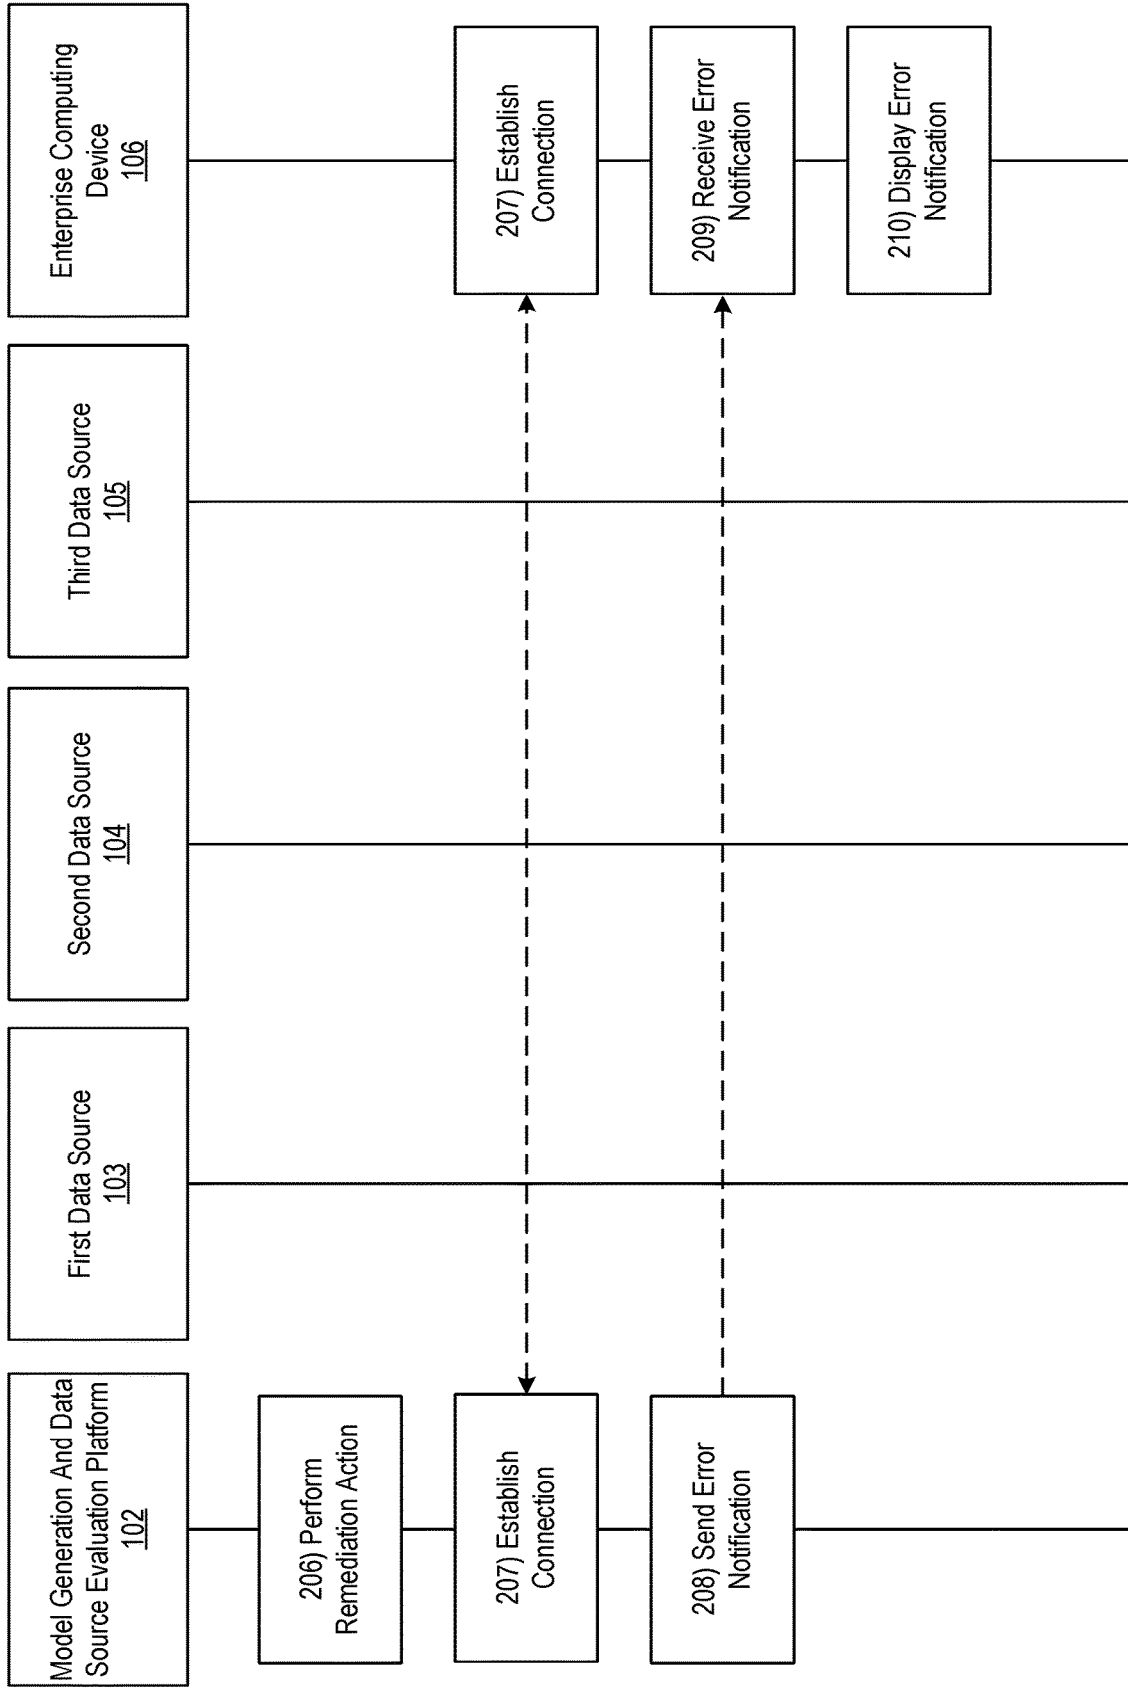 Model Generation And Data
Source Evaluation Platform
102
First Data Source
103
Second Data Source
104
Third Data Source
105
Enterprise Computing
Device
106
206) Perform
Remediation Action
207) Establish
Connection
207) Establish
Connection
208) Send Error
Notification
209) Receive Error
Notification
210) Display Error
Notification